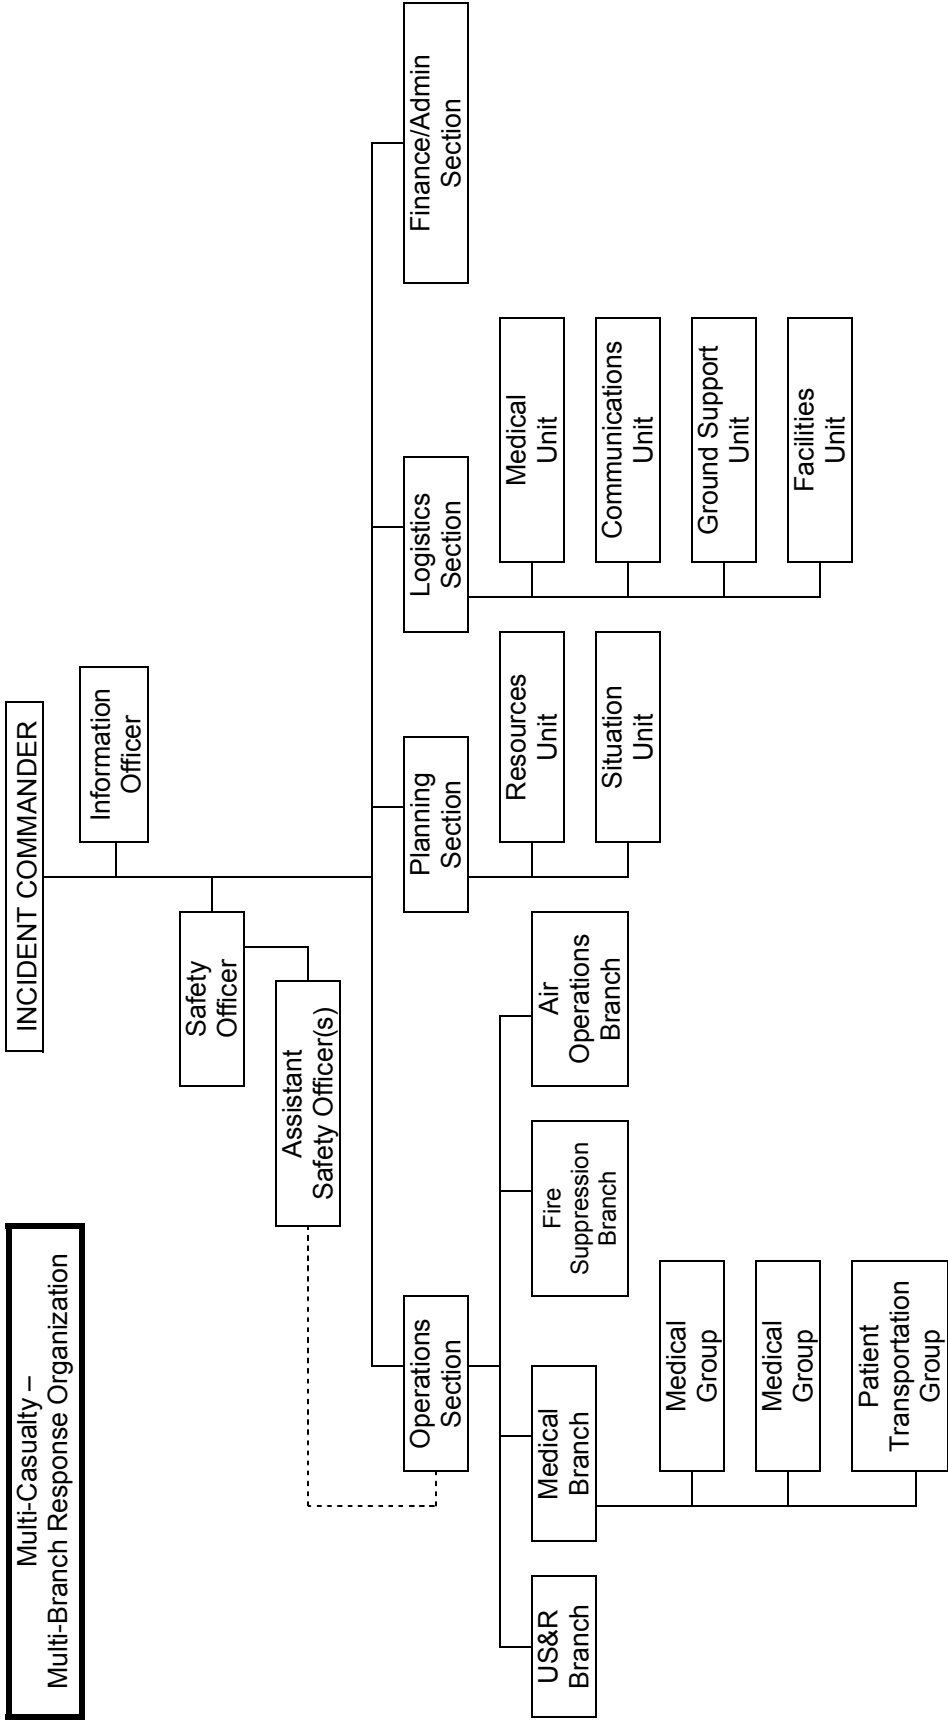 Multi-Casualty –
Multi-Branch Response Organization
INCIDENT COMMANDER
Information
Officer
Safety
Officer
Assistant
Safety Officer(s)
Operations
Section
Planning
Section
Logistics
Section
Finance/Admin
Section
US&R
Branch
Medical
Branch
Fire
Suppression
Branch
Air
Operations
Branch
Medical
Group
Medical
Group
Patient
Transportation
Group
Resources
Unit
Situation
Unit
Medical
Unit
Communications
Unit
Ground Support
Unit
Facilities
Unit